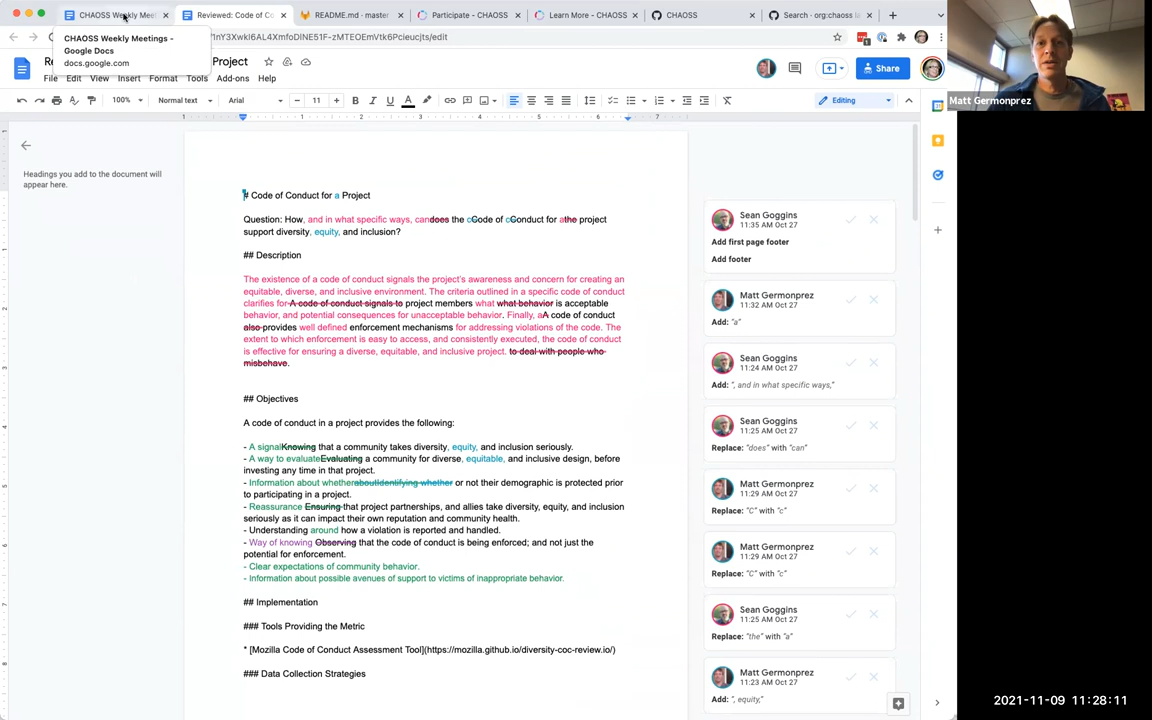 CHAOSS Weekly Meeti
Reviewed: Code of Co
README.md · master
Participate - CHAOSS
Learn More - CHAOSS
CHAOSS
Search · org:chaoss
CHAOSS Weekly Meetings - Google Docs
docs.google.com
1nY3XwkI6AL4XmfoDlNE51F-zMTEOEmVtk6Pcieucjts/edit
Re
Project
Edit View Insert Format Tools Add-ons Help
Share
100% Normal text Arial 11 Editing
1 1 2 3 4 5 6 7
Headings you add to the document will
appear here.
# Code of Conduct for a Project
Question: How, and in what specific ways, candoes the cCode of cConduct for athe project
support diversity, equity, and inclusion?
## Description
The existence of a code of conduct signals the project's awareness and concern for creating an
equitable, diverse, and inclusive environment. The criteria outlined in a specific code of conduct
clarifies for A code of conduct signals to project members what what behavior is acceptable
behavior, and potential consequences for unacceptable behavior. Finally, aA code of conduct
also provides well defined enforcement mechanisms for addressing violations of the code. The
extent to which enforcement is easy to access, and consistently executed, the code of conduct
is effective for ensuring a diverse, equitable, and inclusive project. to deal with people who
misbehave.
## Objectives
A code of conduct in a project provides the following:
- A signalKnowing that a community takes diversity, equity, and inclusion seriously.
- A way to evaluateEvaluating a community for diverse, equitable, and inclusive design, before
investing any time in that project.
- Information about whetheraboutIdentifying whether or not their demographic is protected prior
to participating in a project.
- Reassurance Ensuring that project partnerships, and allies take diversity, equity, and inclusion
seriously as it can impact their own reputation and community health.
- Understanding around how a violation is reported and handled.
- Way of knowing Observing that the code of conduct is being enforced; and not just the
potential for enforcement.
- Clear expectations of community behavior.
- Information about possible avenues of support to victims of inappropriate behavior.
## Implementation
### Tools Providing the Metric
* [Mozilla Code of Conduct Assessment Tool](https://mozilla.github.io/diversity-coc-review.io/)
### Data Collection Strategies
Sean Goggins
11:35 AM Oct 27
Add first page footer
Add footer
Matt Germonprez
11:32 AM Oct 27
Add: "a"
Sean Goggins
11:24 AM Oct 27
Add: ", and in what specific ways,"
Sean Goggins
11:25 AM Oct 27
Replace: "does" with "can"
Matt Germonprez
11:29 AM Oct 27
Replace: "C" with "c"
Matt Germonprez
11:29 AM Oct 27
Replace: "C" with "c"
Sean Goggins
11:25 AM Oct 27
Replace: "the" with "a"
Matt Germonprez
11:23 AM Oct 27
Add: ", equity,"
Matt Germonprez
2021-11-09 11:28:11